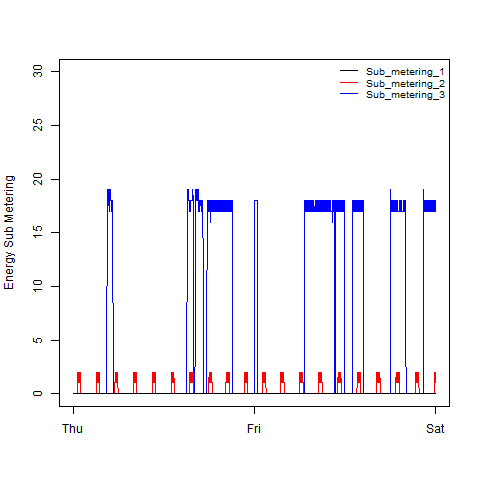 30
25
20
15
10
5
0
Energy Sub Metering
Sub_metering_1
Sub_metering_2
Sub_metering_3
Thu Fri Sat